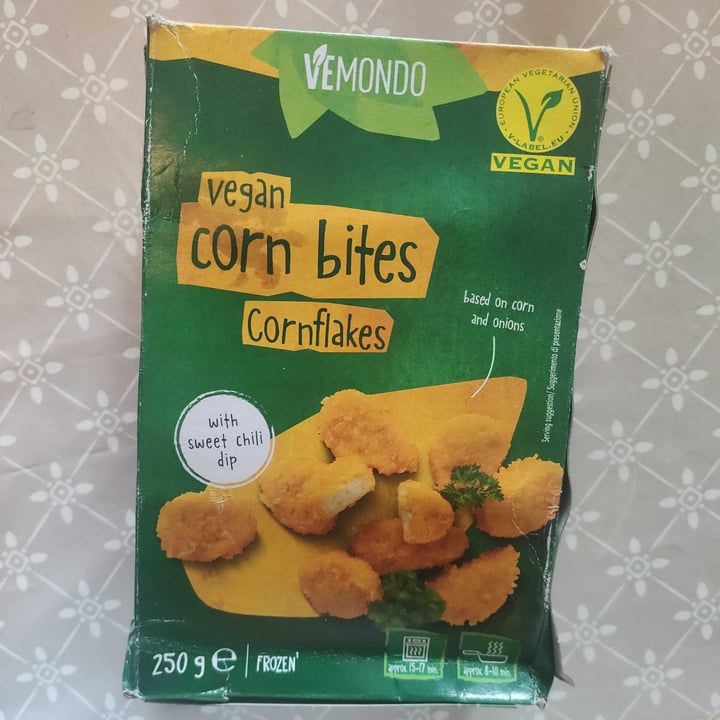 VEMONDO
EUROPEAN VEGETARIAN UNION
V-LABEL.EU
®
VEGAN
vegan
corn bites
Cornflakes
based on corn
and onions
Serving suggestion/ Suggerimento di presentazione
with
sweet chili
dip
250 g e
FROZEN¹
approx. 15-17 min.
approx. 8-10 min.